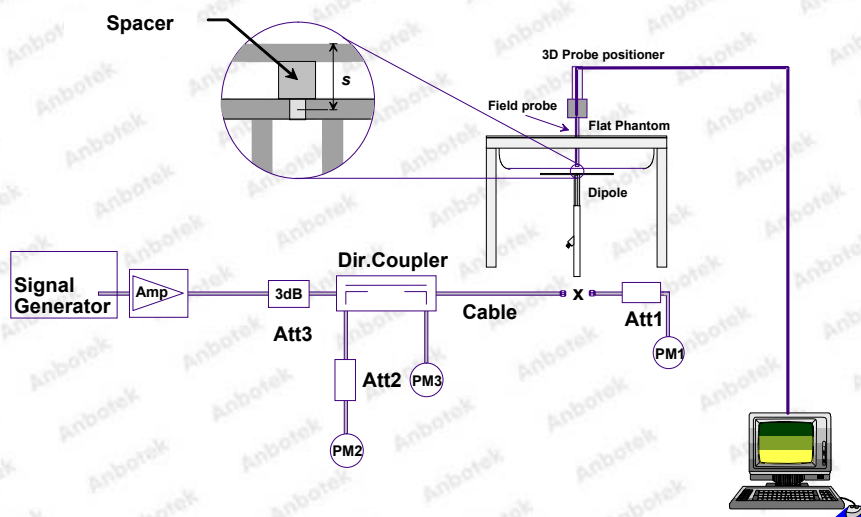 Spacer
s
3D Probe positioner
Field probe
Flat Phantom
Dipole
Dir.Coupler
Signal
Generator
Amp
3dB
Att3
Cable
x
Att1
PM1
Att2
PM3
PM2
Anbotek